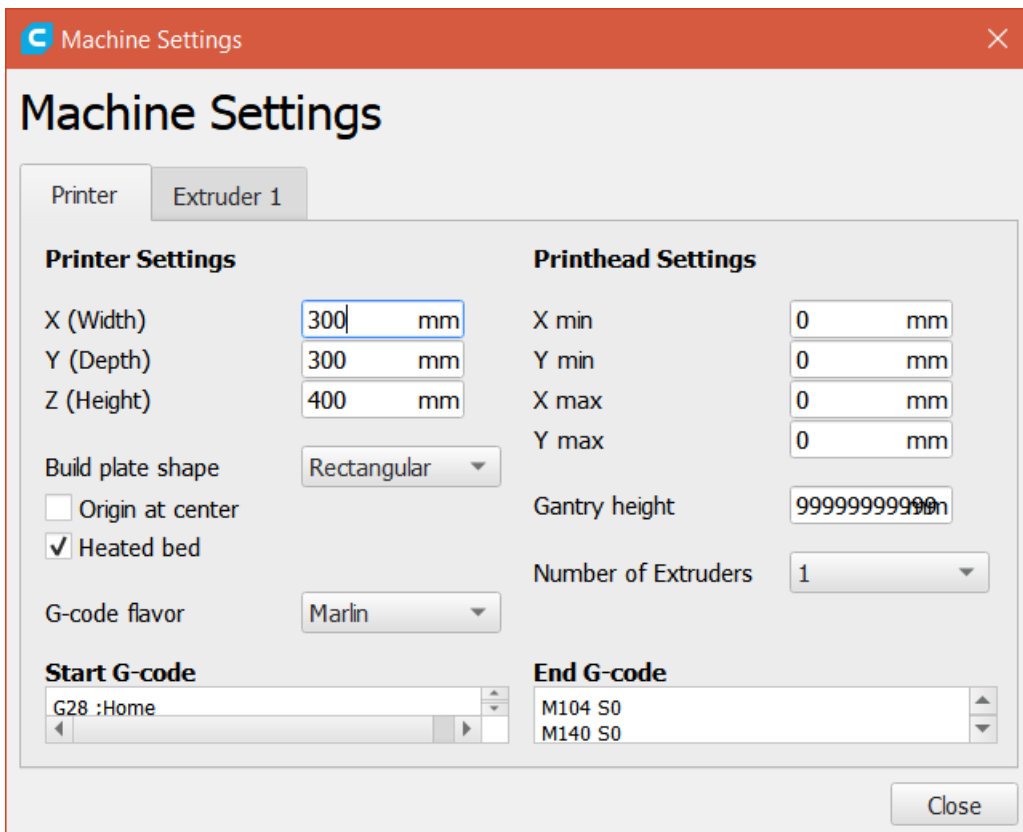 Machine Settings
Machine Settings
Printer
Extruder 1
Printer Settings
X (Width)
300 mm
Y (Depth)
300 mm
Z (Height)
400 mm
Build plate shape
Rectangular
Origin at center
Heated bed
G-code flavor
Marlin
Start G-code
G28 ;Home
Printhead Settings
X min
0 mm
Y min
0 mm
X max
0 mm
Y max
0 mm
Gantry height
99999999999 mm
Number of Extruders
1
End G-code
M104 S0
M140 S0
Close